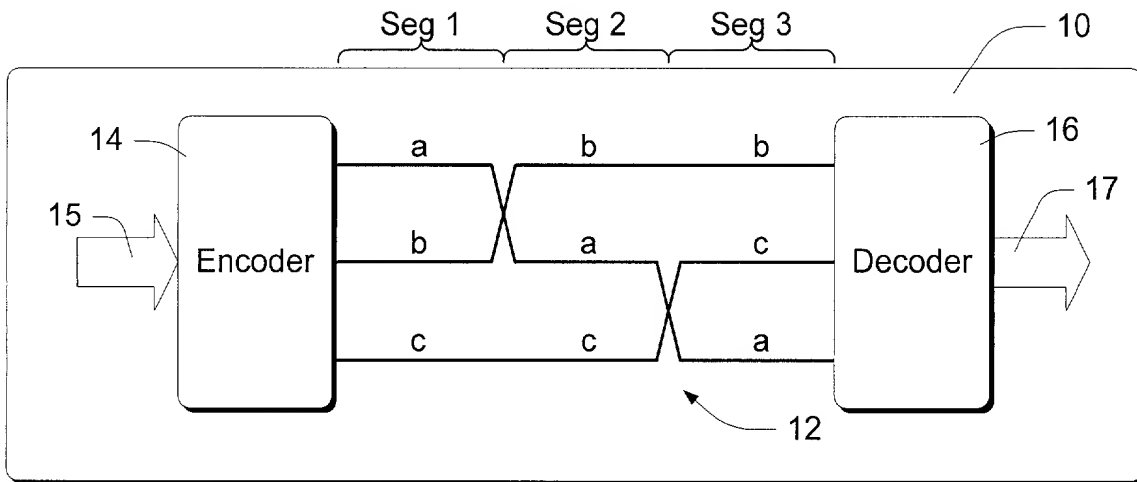 Seg 1 Seg 2 Seg 3
10
14
16
a b b
15
17
Encoder
b a c
Decoder
c c a
12